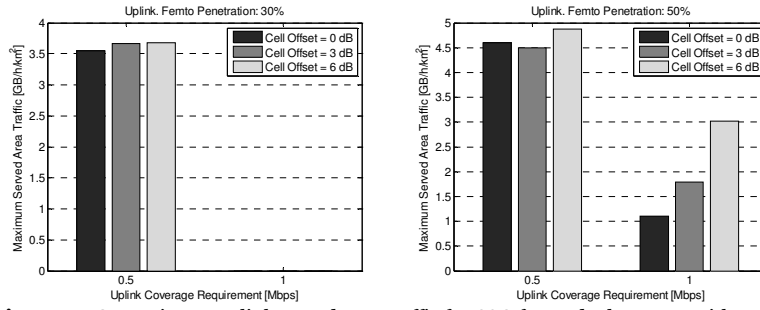 Uplink. Femto Penetration: 30%
4
3.5
3
2.5
2
1.5
1
0.5
0
Maximum Served Area Traffic [GB/h/km²]
Cell Offset = 0 dB
Cell Offset = 3 dB
Cell Offset = 6 dB
0.5 1
Uplink Coverage Requirement [Mbps]
Uplink. Femto Penetration: 50%
5
4.5
4
3.5
3
2.5
2
1.5
1
0.5
0
Maximum Served Area Traffic [GB/h/km²]
Cell Offset = 0 dB
Cell Offset = 3 dB
Cell Offset = 6 dB
0.5 1
Uplink Coverage Requirement [Mbps]